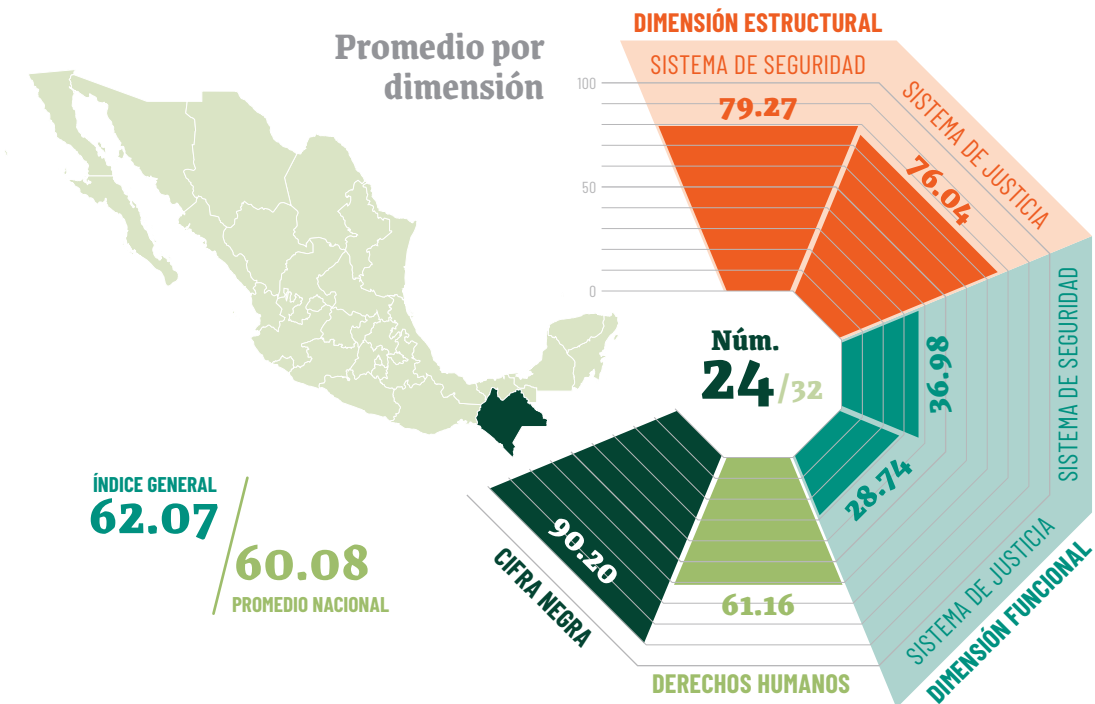 Promedio por
dimensión
DIMENSIÓN ESTRUCTURAL
SISTEMA DE SEGURIDAD
SISTEMA DE JUSTICIA
100
50
0
79.27
76.04
36.98
SISTEMA DE SEGURIDAD
28.74
SISTEMA DE JUSTICIA
DIMENSIÓN FUNCIONAL
61.16
DERECHOS HUMANOS
90.20
CIFRA NEGRA
Núm.
24/32
ÍNDICE GENERAL
62.07
60.08
PROMEDIO NACIONAL